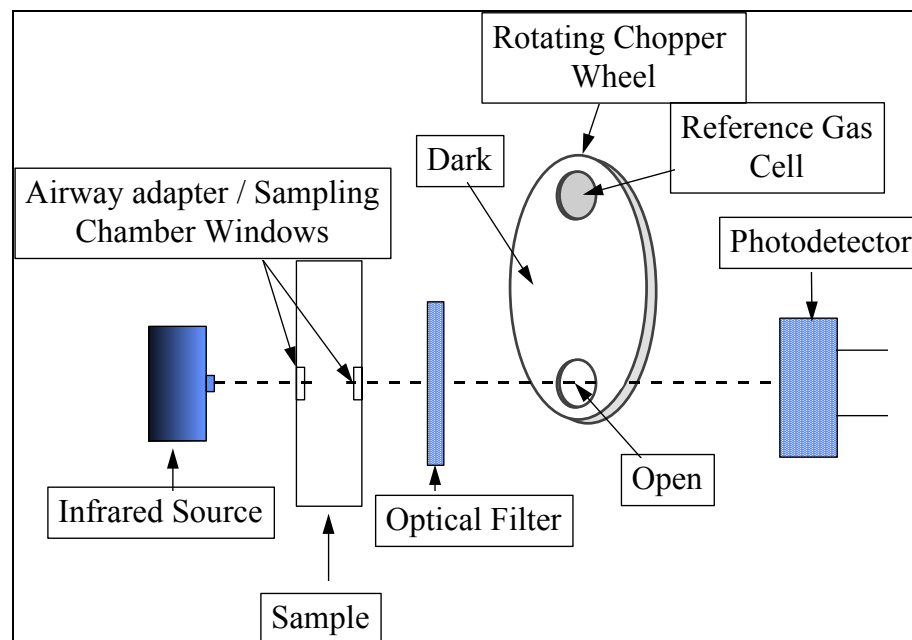 Rotating Chopper
Wheel
Reference Gas
Cell
Dark
Airway adapter / Sampling
Chamber Windows
Photodetector
Open
Infrared Source
Optical Filter
Sample